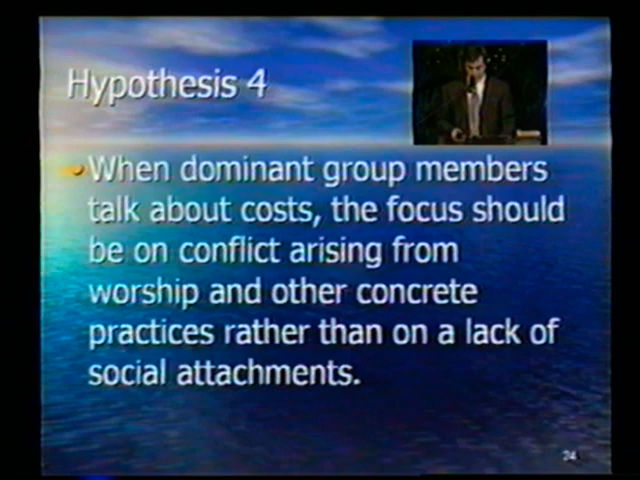 Hypothesis 4
When dominant group members
talk about costs, the focus should
be on conflict arising from
worship and other concrete
practices rather than on a lack of
social attachments.
34